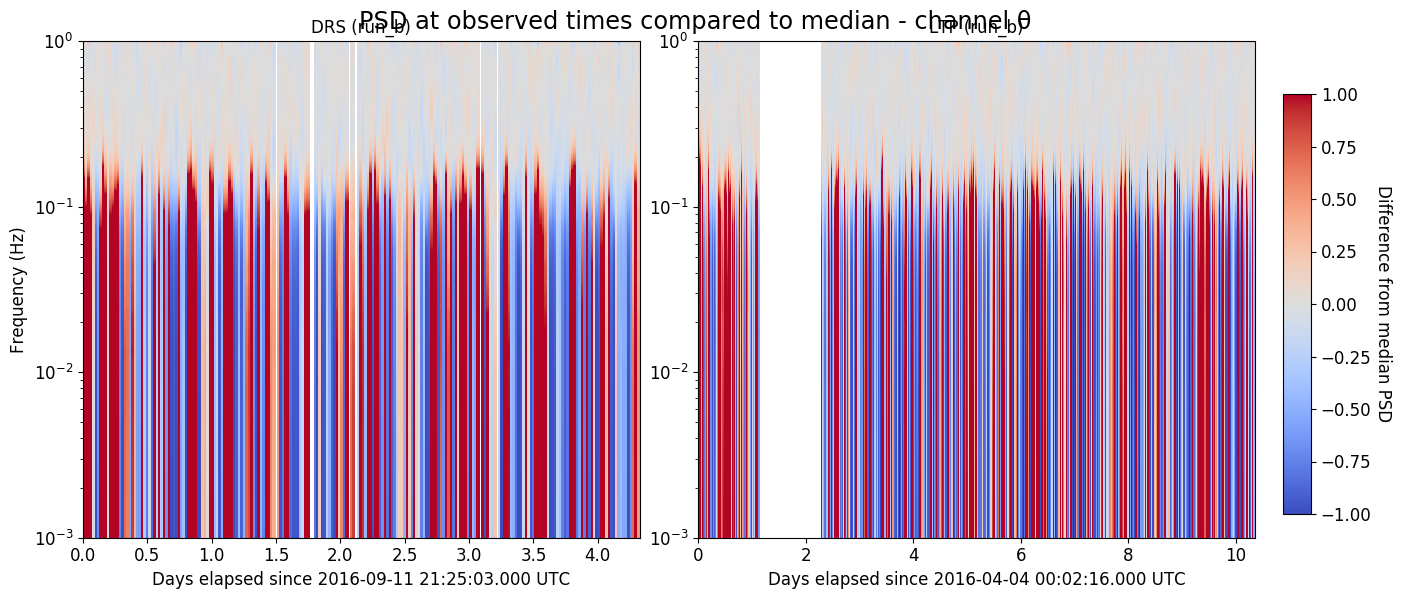 PSD at observed times compared to median - channel θ
DRS (run_b)
LTP (run_b)
Frequency (Hz)
10⁰
10⁻¹
10⁻²
10⁻³
0.0 0.5 1.0 1.5 2.0 2.5 3.0 3.5 4.0
Days elapsed since 2016-09-11 21:25:03.000 UTC
10⁰
10⁻¹
10⁻²
10⁻³
0 2 4 6 8 10
Days elapsed since 2016-04-04 00:02:16.000 UTC
1.00
0.75
0.50
0.25
0.00
−0.25
−0.50
−0.75
−1.00
Difference from median PSD